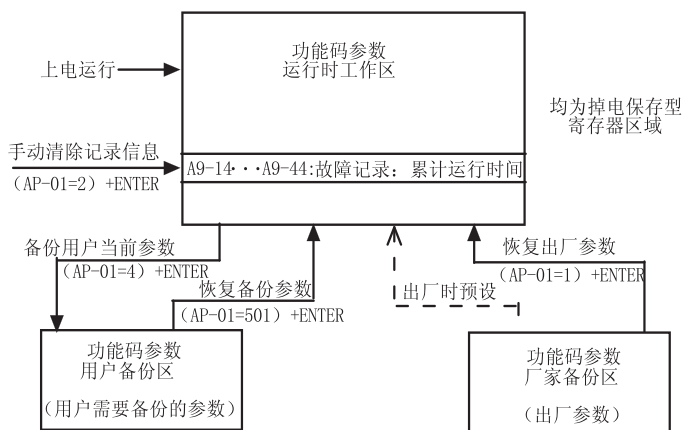 功能码参数
运行时工作区
上电运行
均为掉电保存型
寄存器区域
手动清除记录信息
（AP-01=2）+ENTER
A9-14···A9-44:故障记录：累计运行时间
备份用户当前参数
（AP-01=4）+ENTER
恢复备份参数
（AP-01=501）+ENTER
出厂时预设
恢复出厂参数
（AP-01=1）+ENTER
功能码参数
用户备份区
（用户需要备份的参数）
功能码参数
厂家备份区
（出厂参数）